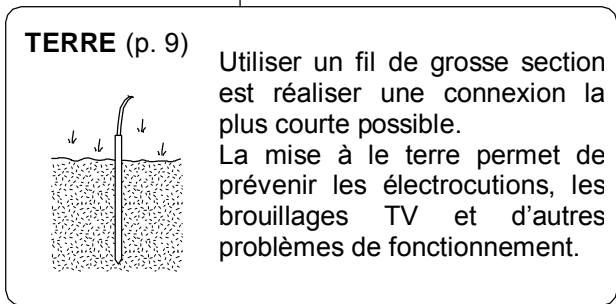 TERRE (p. 9)
Utiliser un fil de grosse section
est réaliser une connexion la
plus courte possible.
La mise à le terre permet de
prévenir les électrocutions, les
brouillages TV et d'autres
problèmes de fonctionnement.